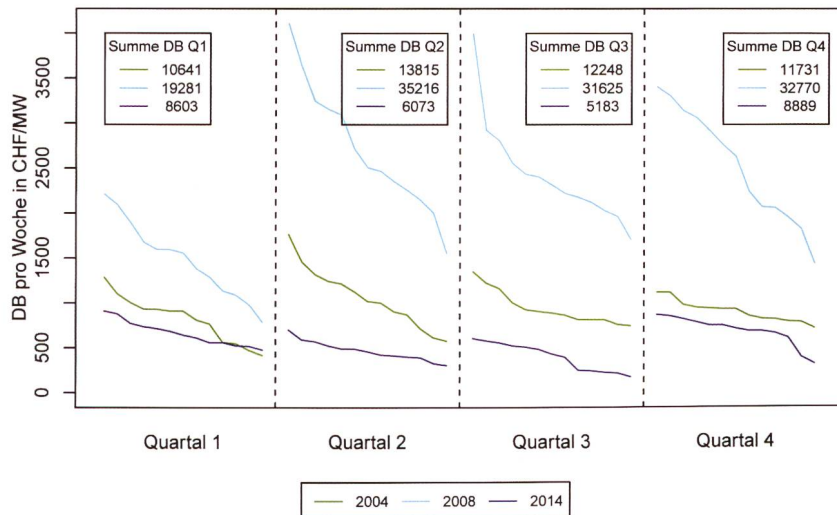 DB pro Woche in CHF/MW
3500
2500
1500
500
0
Summe DB Q1
10641
19281
8603
Summe DB Q2
13815
35216
6073
Summe DB Q3
12248
31625
5183
Summe DB Q4
11731
32770
8889
Quartal 1
Quartal 2
Quartal 3
Quartal 4
2004 2008 2014